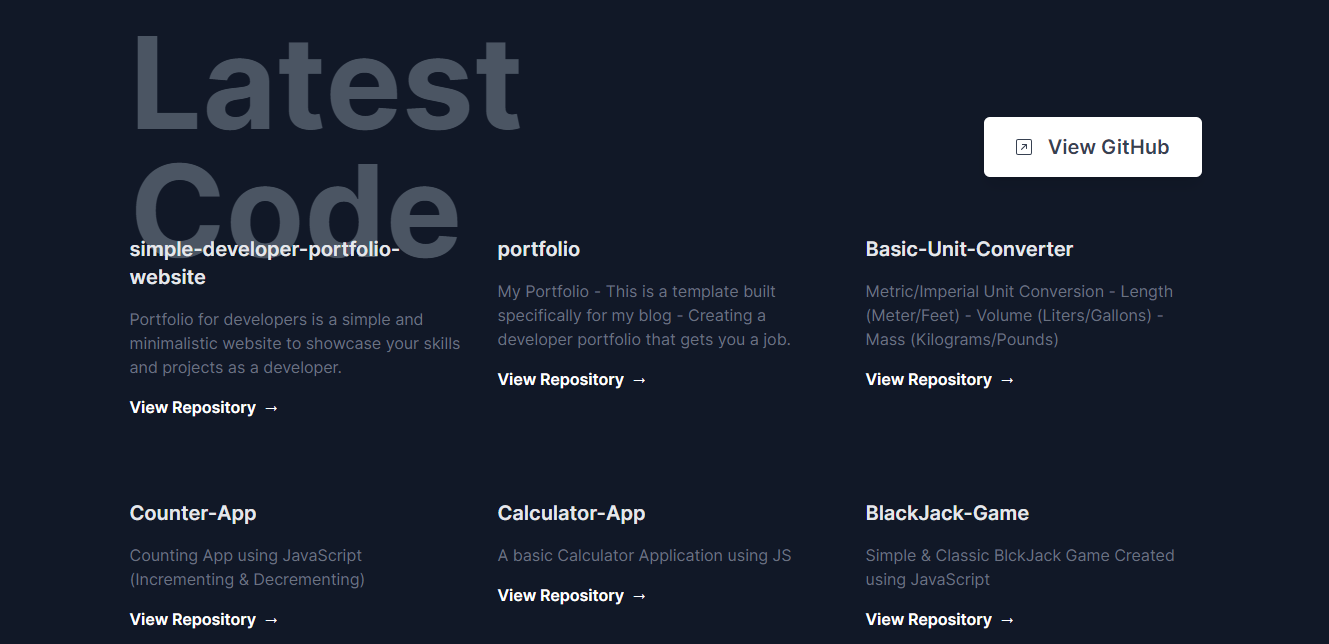 Latest
Code
View GitHub
simple-developer-portfolio-
website
Portfolio for developers is a simple and
minimalistic website to showcase your skills
and projects as a developer.
View Repository →
portfolio
My Portfolio - This is a template built
specifically for my blog - Creating a
developer portfolio that gets you a job.
View Repository →
Basic-Unit-Converter
Metric/Imperial Unit Conversion - Length
(Meter/Feet) - Volume (Liters/Gallons) -
Mass (Kilograms/Pounds)
View Repository →
Counter-App
Counting App using JavaScript
(Incrementing & Decrementing)
View Repository →
Calculator-App
A basic Calculator Application using JS
View Repository →
BlackJack-Game
Simple & Classic BlckJack Game Created
using JavaScript
View Repository →